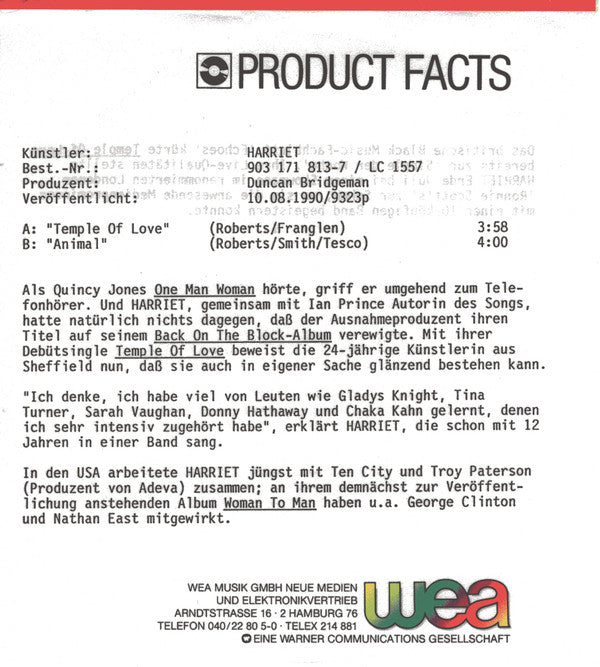 PRODUCT FACTS
Künstler: HARRIET
Best.-Nr.: 903 171 813-7 / LC 1557
Produzent: Duncan Bridgeman
Veröffentlicht: 10.08.1990/9323p
A: "Temple Of Love" (Roberts/Franglen) 3:58
B: "Animal" (Roberts/Smith/Tesco) 4:00
Als Quincy Jones One Man Woman hörte, griff er umgehend zum Tele-
fonhörer. Und HARRIET, gemeinsam mit Ian Prince Autorin des Songs,
hatte natürlich nichts dagegen, daß der Ausnahmeproduzent ihren
Titel auf seinem Back On The Block-Album verewigte. Mit ihrer
Debütsingle Temple Of Love beweist die 24-jährige Künstlerin aus
Sheffield nun, daß sie auch in eigener Sache glänzend bestehen kann.
"Ich denke, ich habe viel von Leuten wie Gladys Knight, Tina
Turner, Sarah Vaughan, Donny Hathaway und Chaka Kahn gelernt, denen
ich sehr intensiv zugehört habe", erklärt HARRIET, die schon mit 12
Jahren in einer Band sang.
In den USA arbeitete HARRIET jüngst mit Ten City und Troy Paterson
(Produzent von Adeva) zusammen; an ihrem demnächst zur Veröffent-
lichung anstehenden Album Woman To Man haben u.a. George Clinton
und Nathan East mitgewirkt.
WEA MUSIK GMBH NEUE MEDIEN
UND ELEKTRONIKVERTRIEB
ARNDTSTRASSE 16 · 2 HAMBURG 76
TELEFON 040/22 80 5-0 · TELEX 214 881
EINE WARNER COMMUNICATIONS GESELLSCHAFT
wea